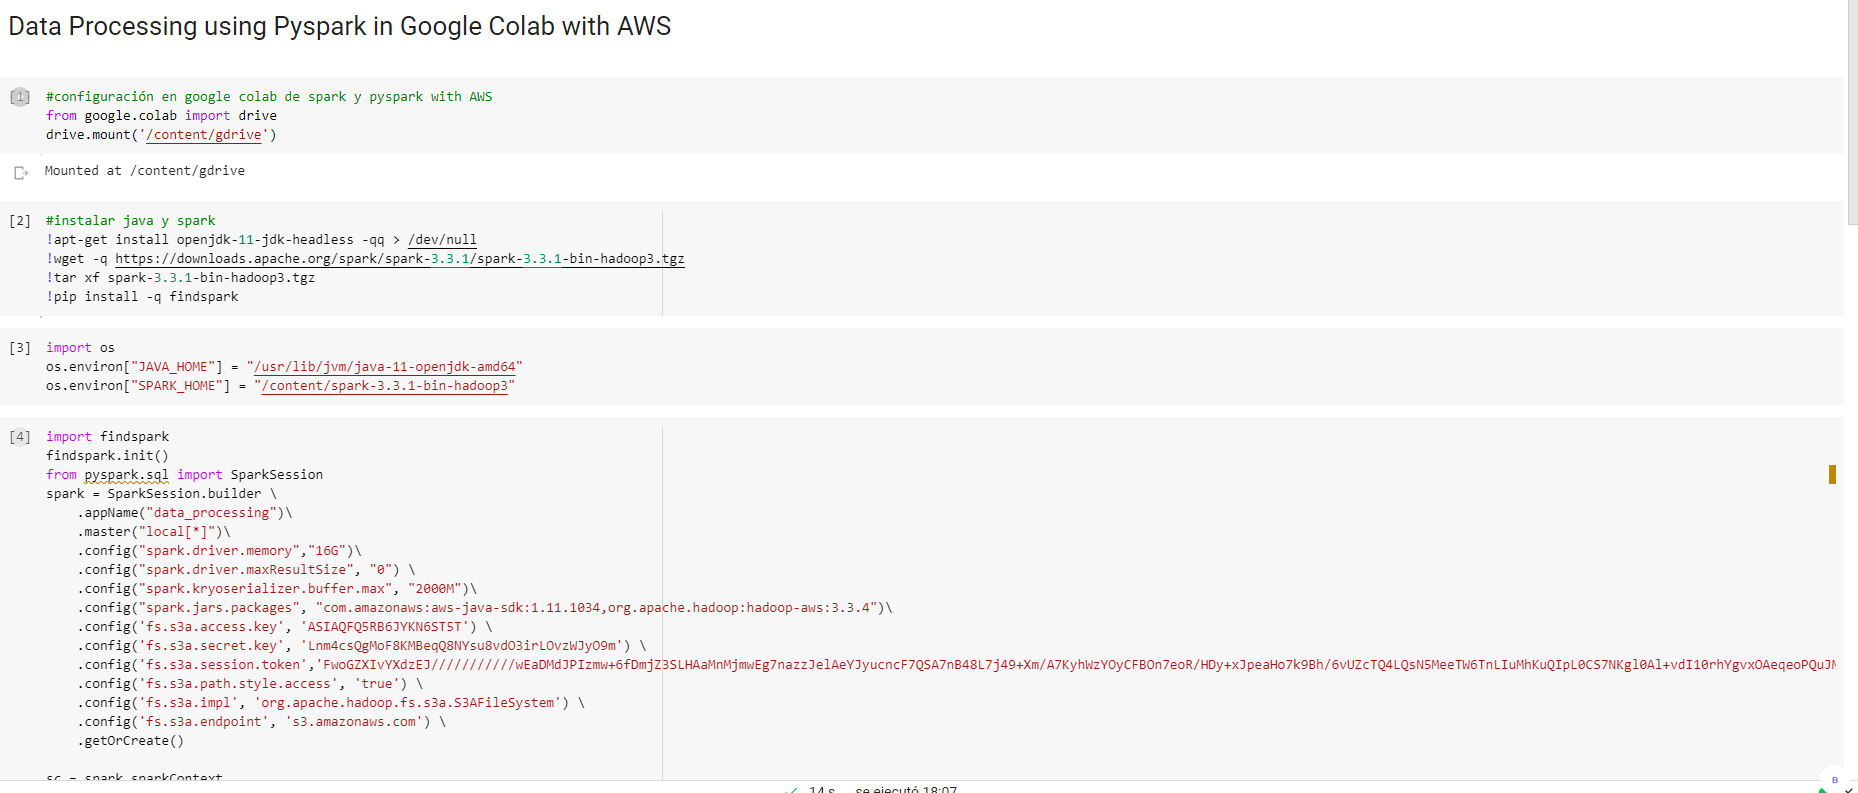 Data Processing using Pyspark in Google Colab with AWS
[1] #configuración en google colab de spark y pyspark with AWS
from google.colab import drive
drive.mount('/content/gdrive')
Mounted at /content/gdrive
[2] #instalar java y spark
!apt-get install openjdk-11-jdk-headless -qq > /dev/null
!wget -q https://downloads.apache.org/spark/spark-3.3.1/spark-3.3.1-bin-hadoop3.tgz
!tar xf spark-3.3.1-bin-hadoop3.tgz
!pip install -q findspark
[3] import os
os.environ["JAVA_HOME"] = "/usr/lib/jvm/java-11-openjdk-amd64"
os.environ["SPARK_HOME"] = "/content/spark-3.3.1-bin-hadoop3"
[4] import findspark
findspark.init()
from pyspark.sql import SparkSession
spark = SparkSession.builder \
.appName("data_processing")\
.master("local[*]")\
.config("spark.driver.memory","16G")\
.config("spark.driver.maxResultSize", "0") \
.config("spark.kryoserializer.buffer.max", "2000M")\
.config("spark.jars.packages", "com.amazonaws:aws-java-sdk:1.11.1034,org.apache.hadoop:hadoop-aws:3.3.4")\
.config('fs.s3a.access.key', 'ASIAQFQ5RB6JYKN6ST5T') \
.config('fs.s3a.secret.key', 'Lnm4csQgMoF8KMBeqQ8NYsu8vdO3irLOvzWJyO9m') \
.config('fs.s3a.session.token','FwoGZXIvYXdzEJ///////////wEaDMdJPIzmw+6fDmjZ3SLHAaMnMjmwEg7nazzJelAeYJyucncF7QSA7nB48L7j49+Xm/A7KyhWzYOyCFBOn7eoR/HDy+xJpeaHo7k9Bh/6vUZcTQ4LQsN5MeeTW6TnLIuMhKuQIpL0CS7NKgl0Al+vdI10rhYgvxOAeqeoPQuJ
.config('fs.s3a.path.style.access', 'true') \
.config('fs.s3a.impl', 'org.apache.hadoop.fs.s3a.S3AFileSystem') \
.config('fs.s3a.endpoint', 's3.amazonaws.com') \
.getOrCreate()
sc = spark.sparkContext
14 s se ejecutó 18:07